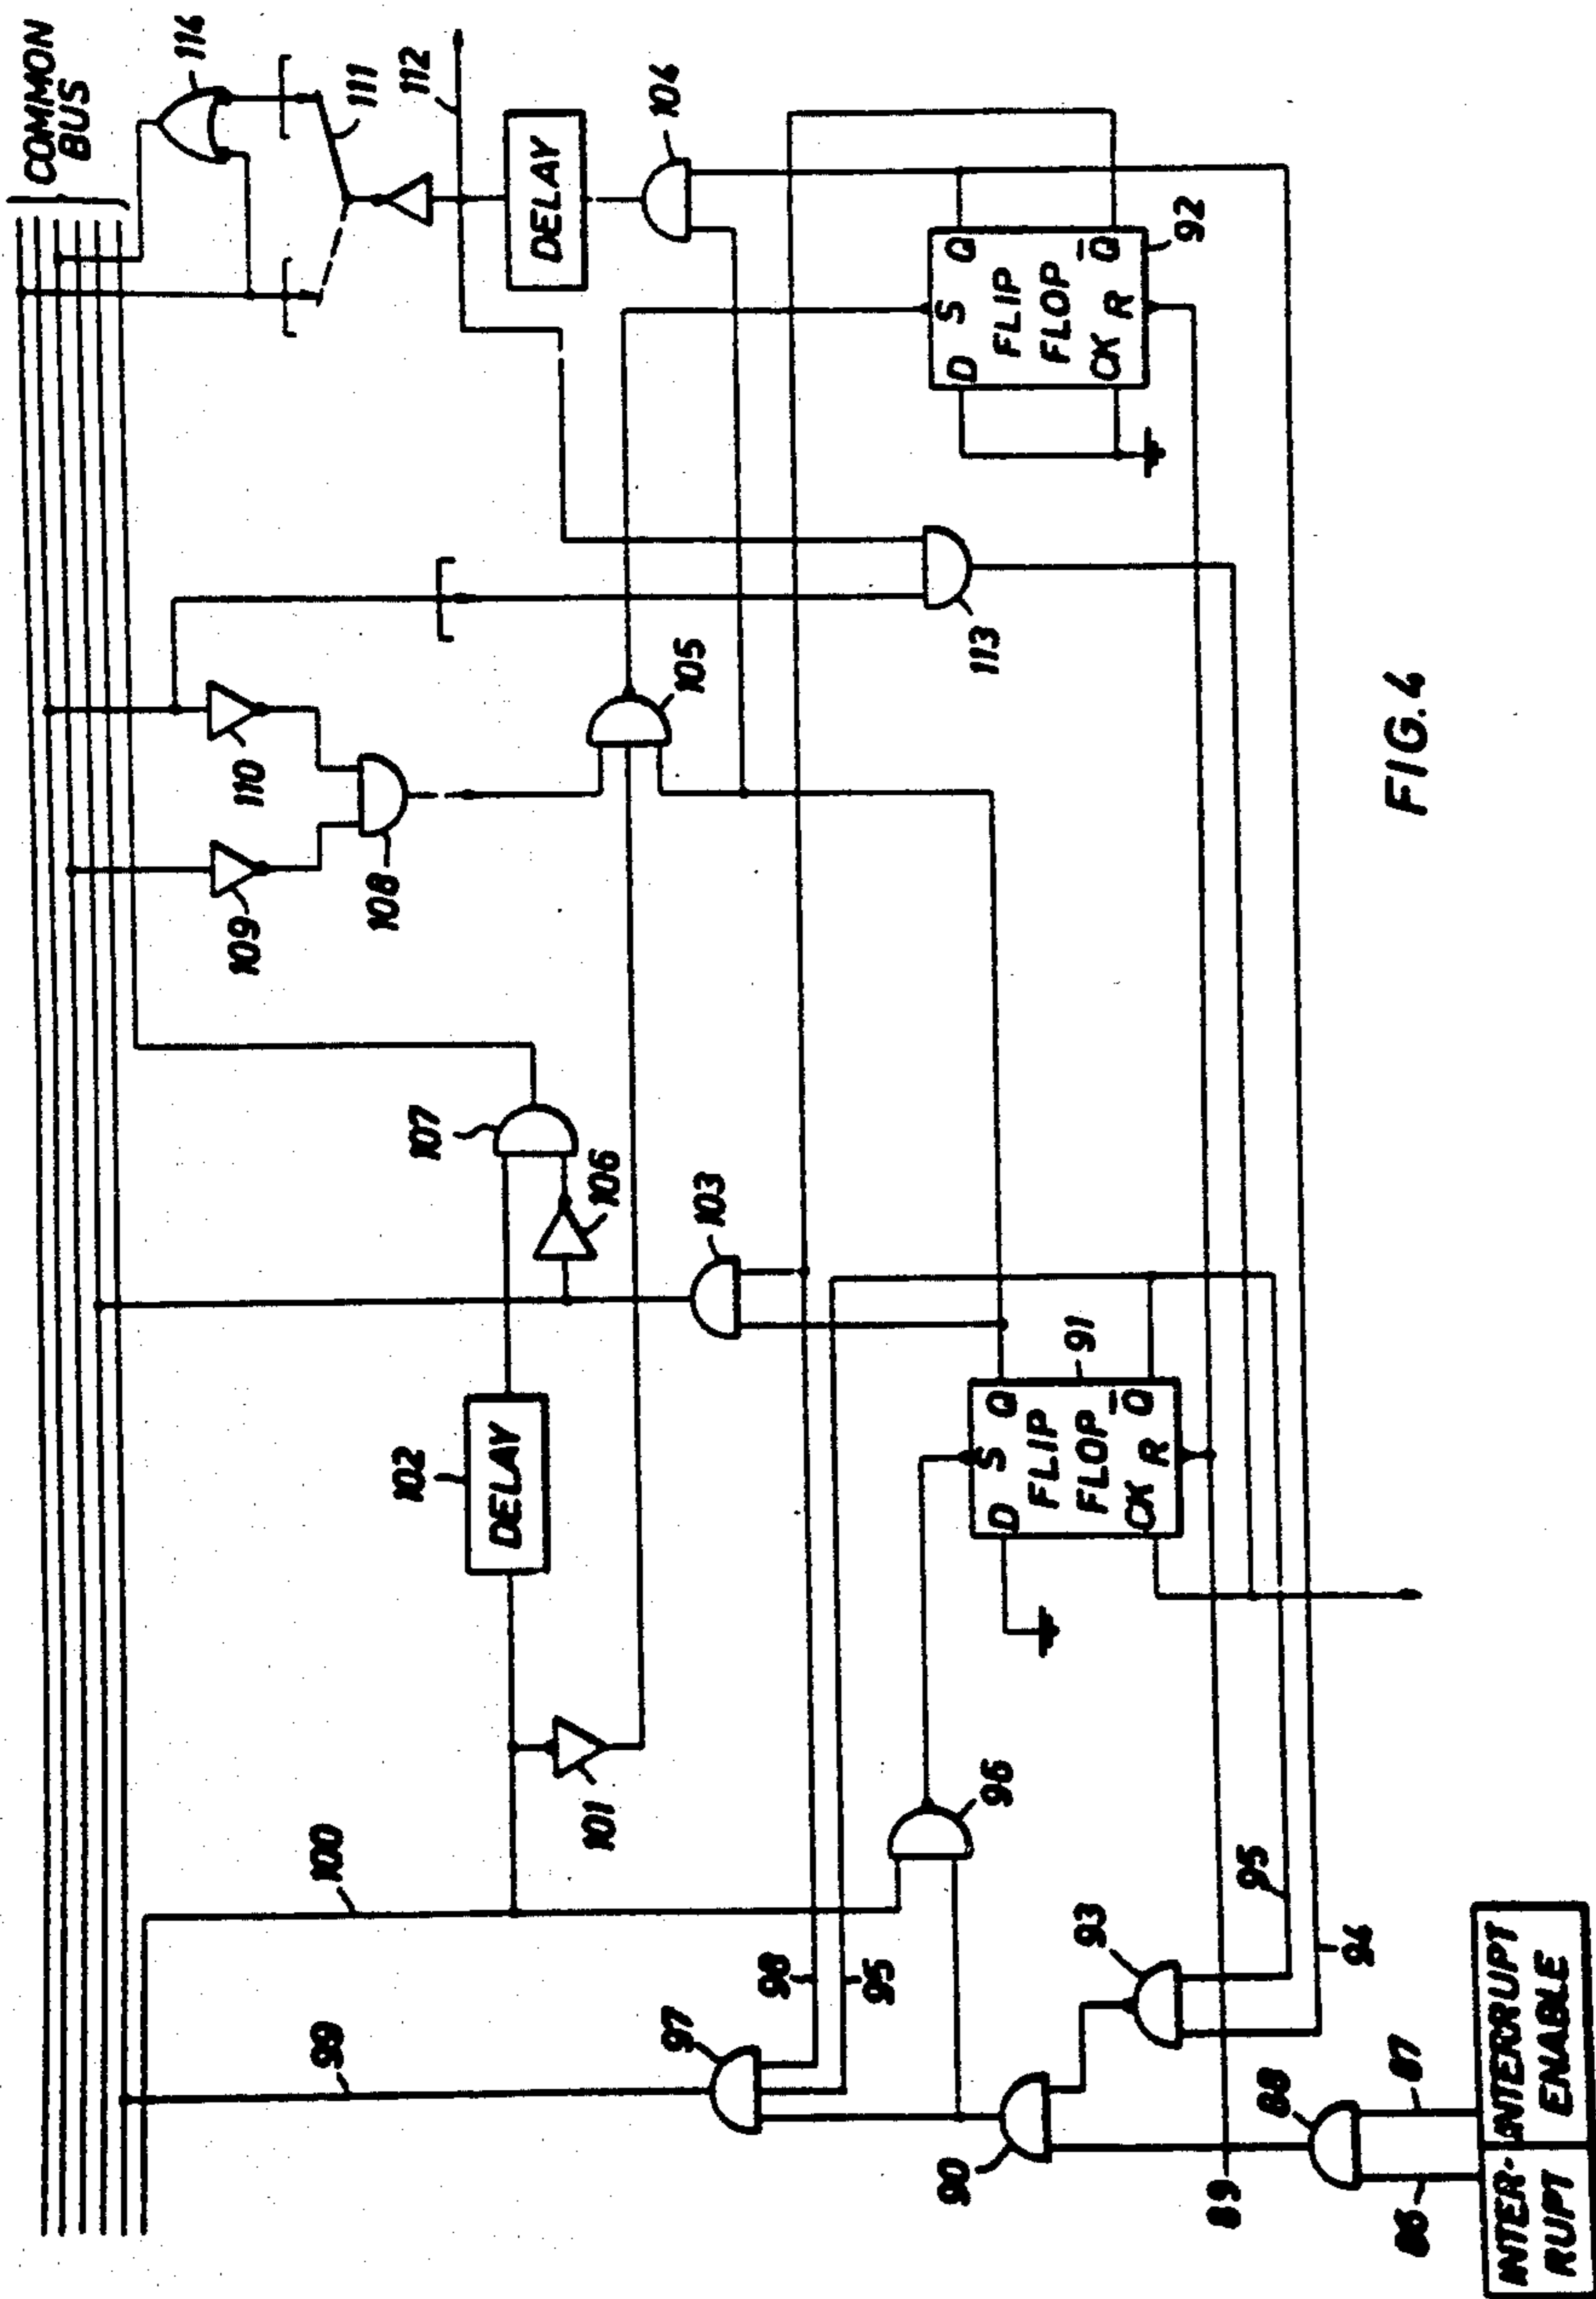 COMMON
BUS
114
99
100
109
110
111
107
112
102
108
DELAY
DELAY
101
106
104
97
103
105
98
95
96
90
D S Q
FLIP
FLOP
CK R Q̅
91
D S Q
FLIP
FLOP
CK R Q̅
92
113
93
89
95
94
88
86
87
INTER-
RUPT
INTERRUPT
ENABLE
FIG.4